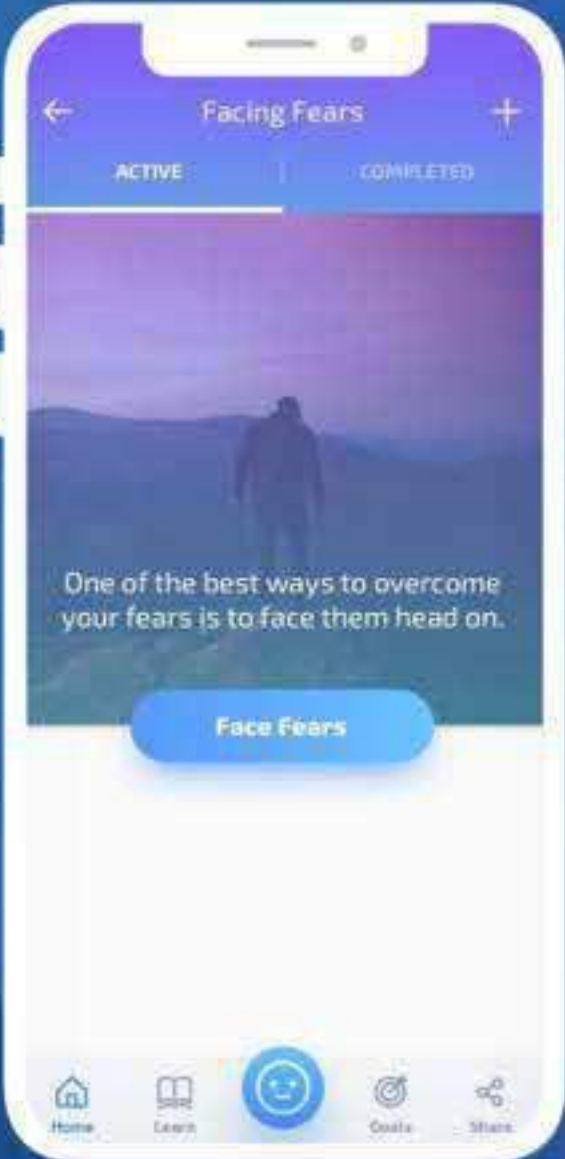 Facing Fears
ACTIVE
COMPLETED
One of the best ways to overcome
your fears is to face them head on.
Face Fears
Home
Learn
Goals
Share